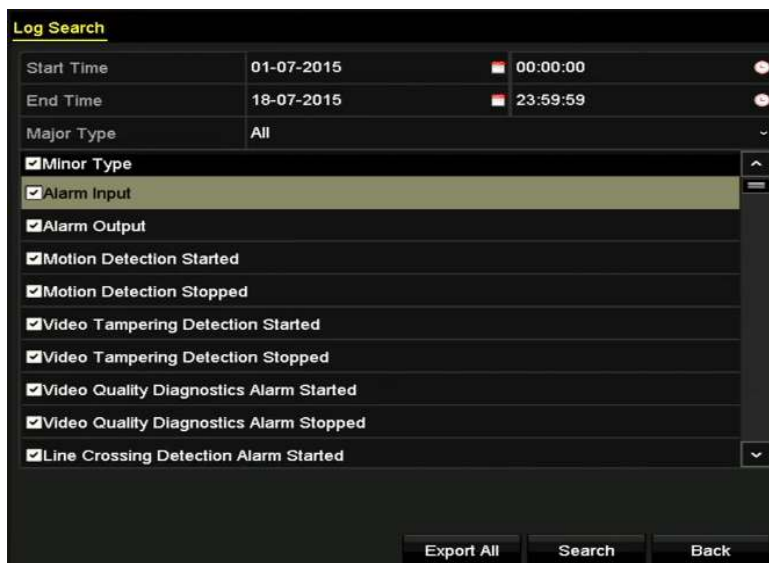 Log Search
Start Time 01-07-2015 00:00:00
End Time 18-07-2015 23:59:59
Major Type All
Minor Type
Alarm Input
Alarm Output
Motion Detection Started
Motion Detection Stopped
Video Tampering Detection Started
Video Tampering Detection Stopped
Video Quality Diagnostics Alarm Started
Video Quality Diagnostics Alarm Stopped
Line Crossing Detection Alarm Started
Export All Search Back